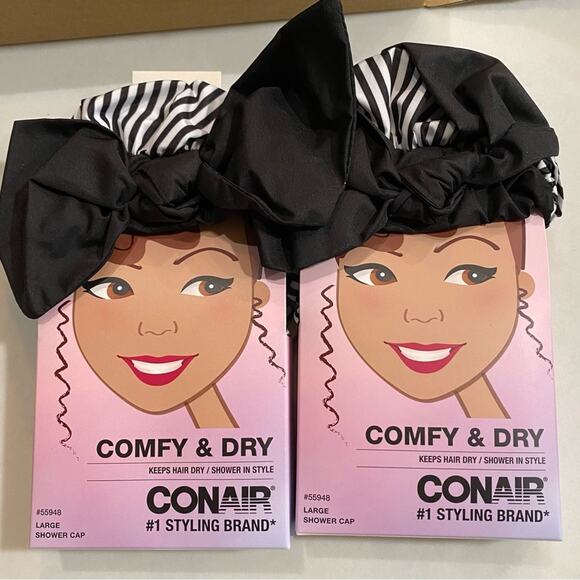 COMFY & DRY
KEEPS HAIR DRY / SHOWER IN STYLE
CONAIR®
#1 STYLING BRAND*
#55948
LARGE
SHOWER CAP
COMFY & DRY
KEEPS HAIR DRY / SHOWER IN STYLE
CONAIR®
#1 STYLING BRAND*
#55948
LARGE
SHOWER CAP